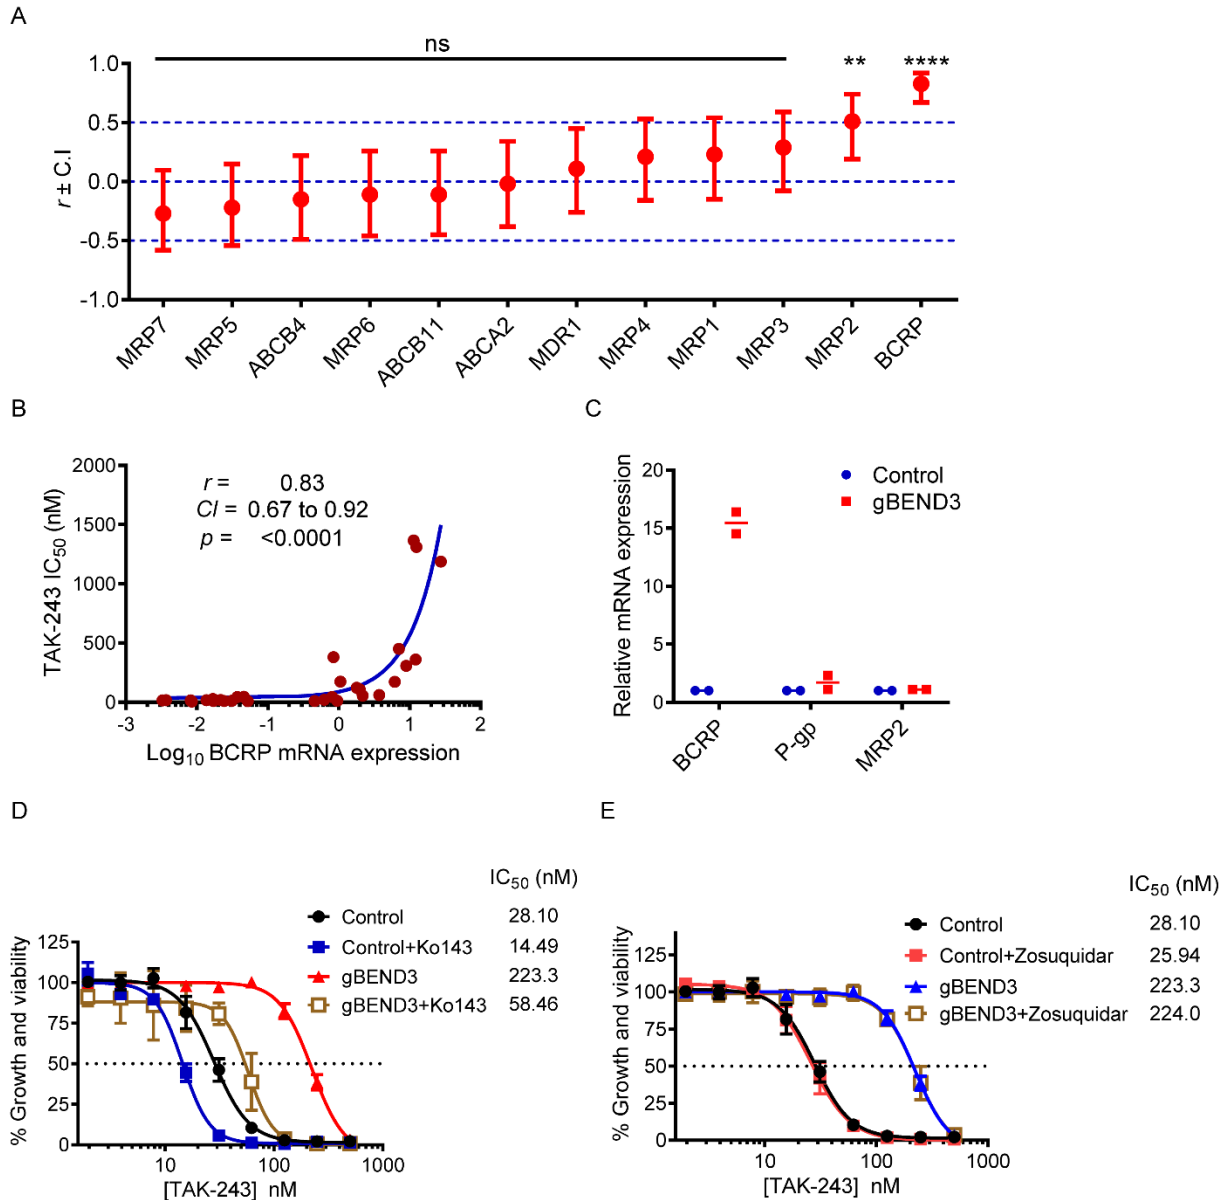 A
ns
** ****
1.0
0.5
0.0
-0.5
-1.0
r ± C.I
MRP7 MRP5 ABCB4 MRP6 ABCB11 ABCA2 MDR1 MRP4 MRP1 MRP3 MRP2 BCRP
B
2000
1500
1000
500
0
TAK-243 IC50 (nM)
r = 0.83
CI = 0.67 to 0.92
p = <0.0001
-3 -2 -1 0 1 2
Log10 BCRP mRNA expression
C
20
15
10
5
0
Relative mRNA expression
Control
gBEND3
BCRP P-gp MRP2
D
IC50 (nM)
Control 28.10
Control+Ko143 14.49
gBEND3 223.3
gBEND3+Ko143 58.46
125
100
75
50
25
0
% Growth and viability
10 100 1000
[TAK-243] nM
E
IC50 (nM)
Control 28.10
Control+Zosuquidar 25.94
gBEND3 223.3
gBEND3+Zosuquidar 224.0
125
100
75
50
25
0
% Growth and viability
10 100 1000
[TAK-243] nM